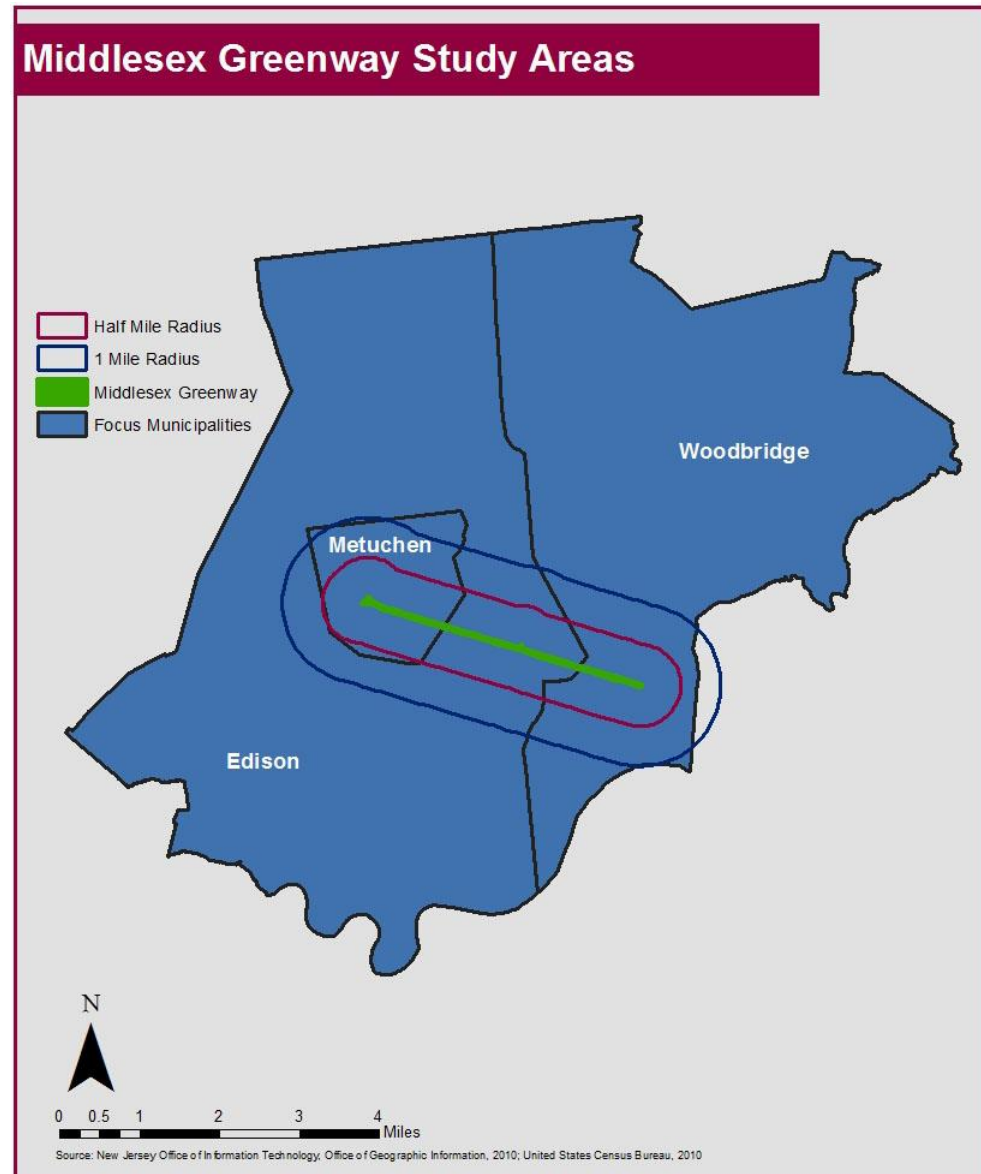 Middlesex Greenway Study Areas
Half Mile Radius
1 Mile Radius
Middlesex Greenway
Focus Municipalities
Woodbridge
Metuchen
Edison
N
0 0.5 1 2 3 4
Miles
Source: New Jersey Office of Information Technology, Office of Geographic Information, 2010; United States Census Bureau, 2010